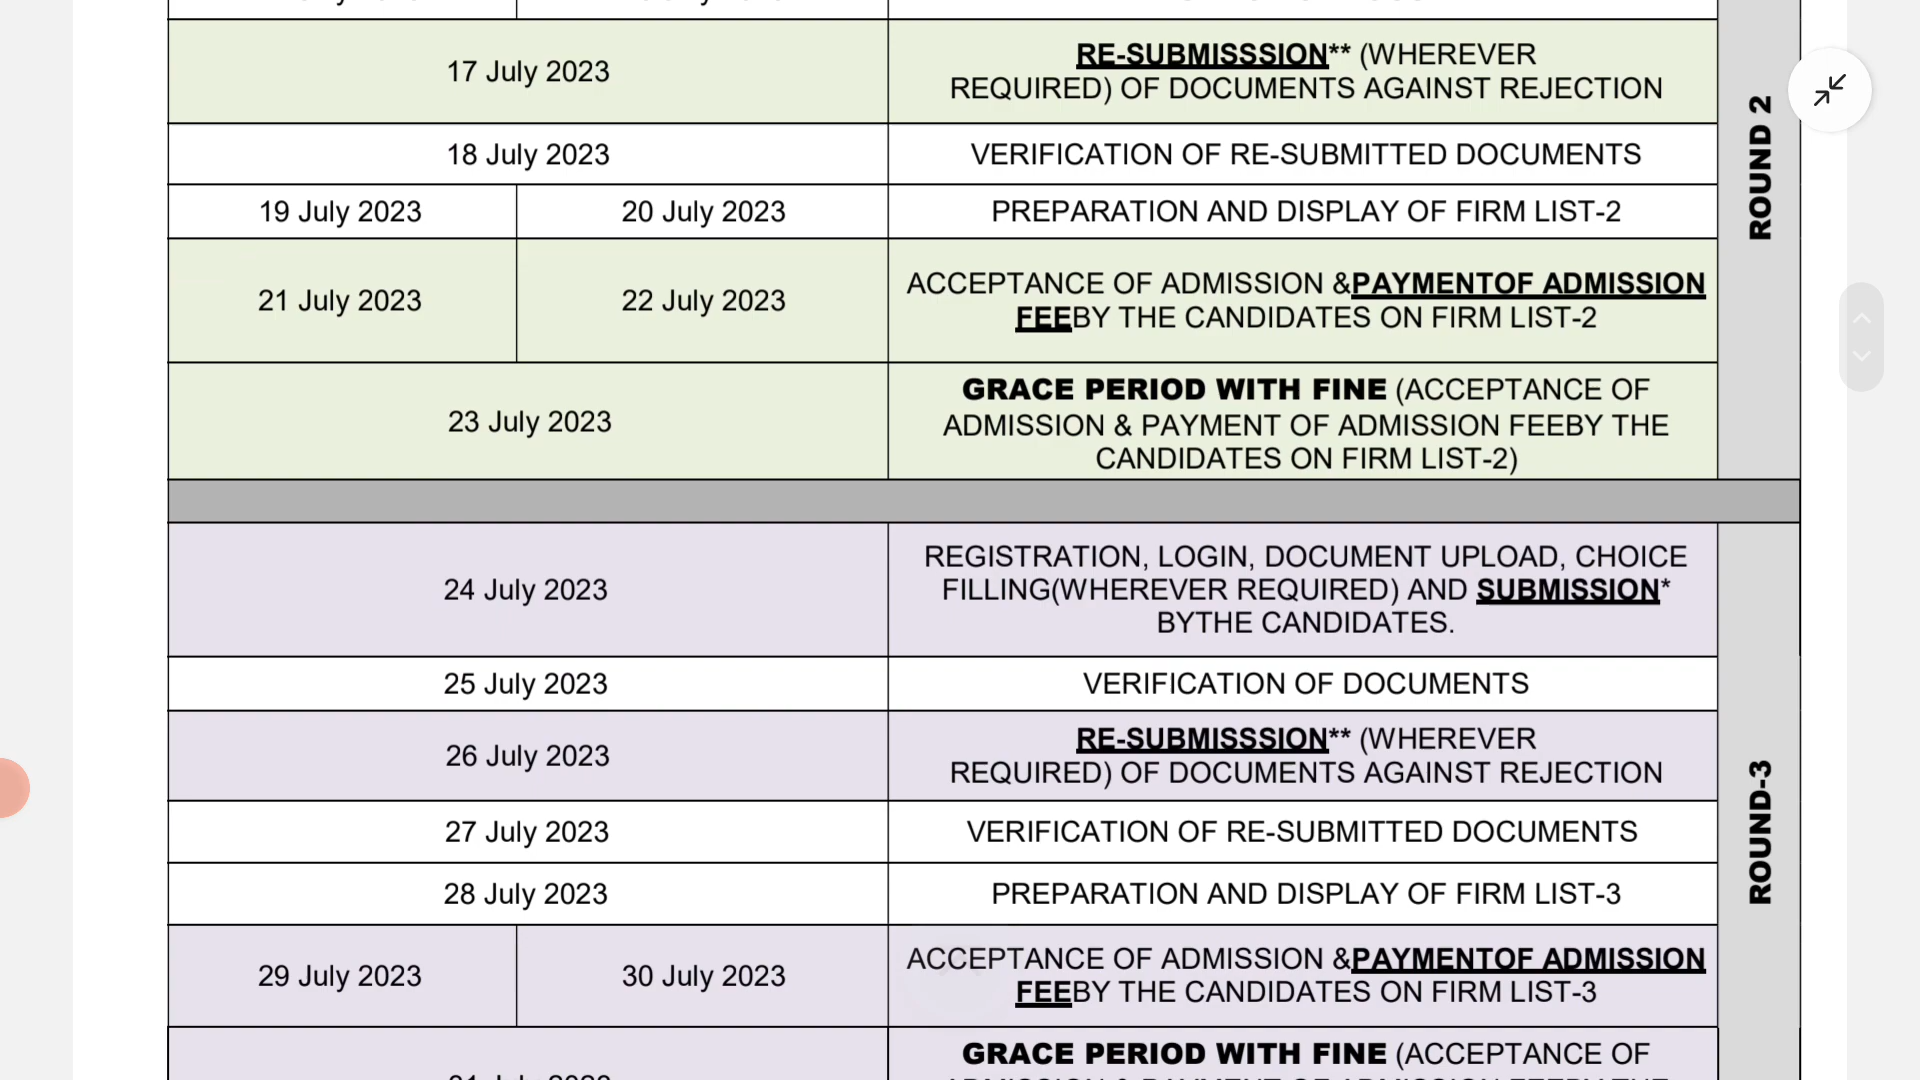 17 July 2023
RE-SUBMISSSION** (WHEREVER
REQUIRED) OF DOCUMENTS AGAINST REJECTION
18 July 2023
VERIFICATION OF RE-SUBMITTED DOCUMENTS
19 July 2023
20 July 2023
PREPARATION AND DISPLAY OF FIRM LIST-2
21 July 2023
22 July 2023
ACCEPTANCE OF ADMISSION &PAYMENTOF ADMISSION
FEEBY THE CANDIDATES ON FIRM LIST-2
23 July 2023
GRACE PERIOD WITH FINE (ACCEPTANCE OF
ADMISSION & PAYMENT OF ADMISSION FEEBY THE
CANDIDATES ON FIRM LIST-2)
ROUND 2
24 July 2023
REGISTRATION, LOGIN, DOCUMENT UPLOAD, CHOICE
FILLING(WHEREVER REQUIRED) AND SUBMISSION*
BYTHE CANDIDATES.
25 July 2023
VERIFICATION OF DOCUMENTS
26 July 2023
RE-SUBMISSSION** (WHEREVER
REQUIRED) OF DOCUMENTS AGAINST REJECTION
27 July 2023
VERIFICATION OF RE-SUBMITTED DOCUMENTS
28 July 2023
PREPARATION AND DISPLAY OF FIRM LIST-3
29 July 2023
30 July 2023
ACCEPTANCE OF ADMISSION &PAYMENTOF ADMISSION
FEEBY THE CANDIDATES ON FIRM LIST-3
GRACE PERIOD WITH FINE (ACCEPTANCE OF
ROUND-3